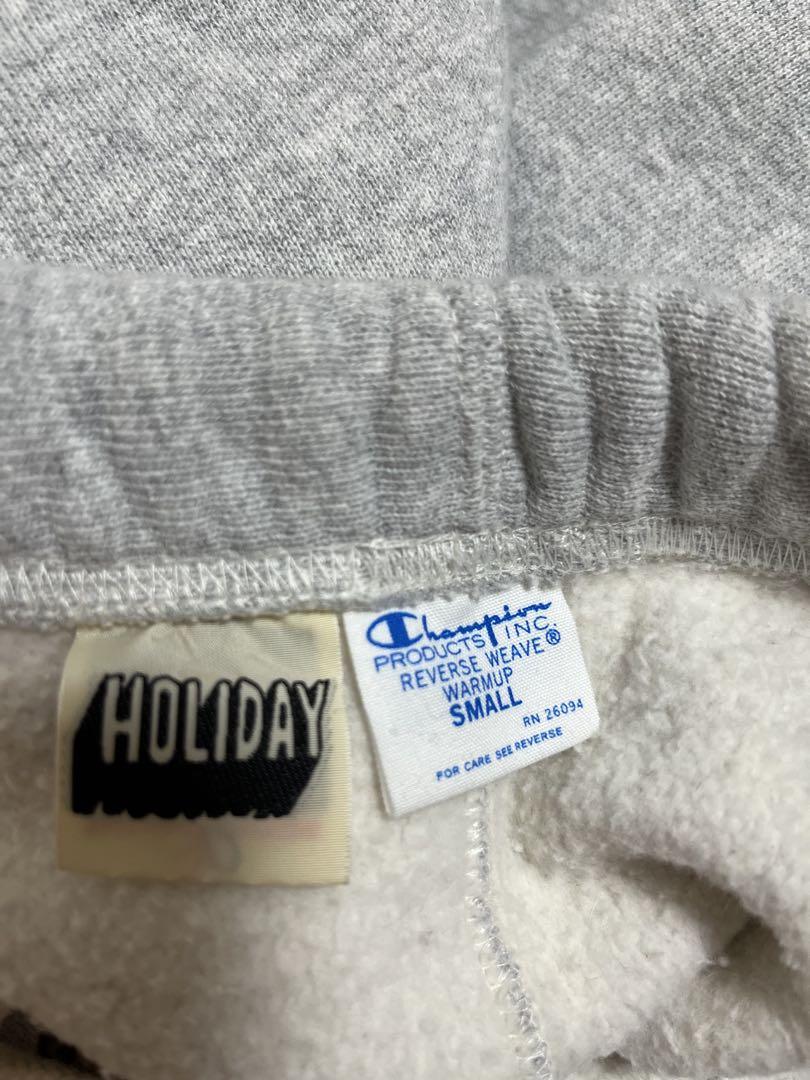 HOLIDAY
Champion
PRODUCTS INC.
REVERSE WEAVE®
WARMUP
SMALL
RN 26094
FOR CARE SEE REVERSE